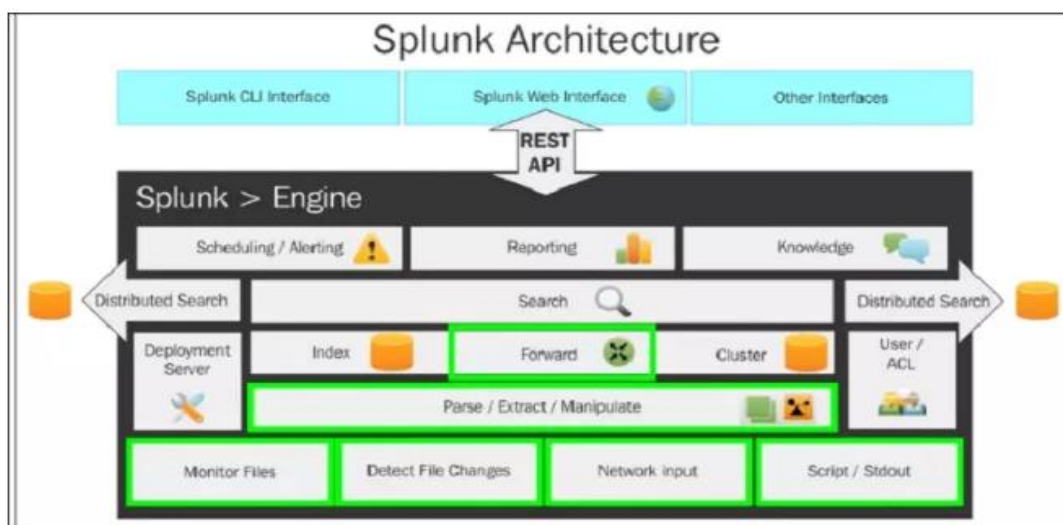 Splunk Architecture
Splunk CLI Interface
Splunk Web Interface
Other Interfaces
REST
API
Splunk > Engine
Scheduling / Alerting
Reporting
Knowledge
Distributed Search
Search
Distributed Search
Deployment
Server
Index
Forward
Cluster
User /
ACL
Parse / Extract / Manipulate
Monitor Files
Detect File Changes
Network input
Script / Stdout